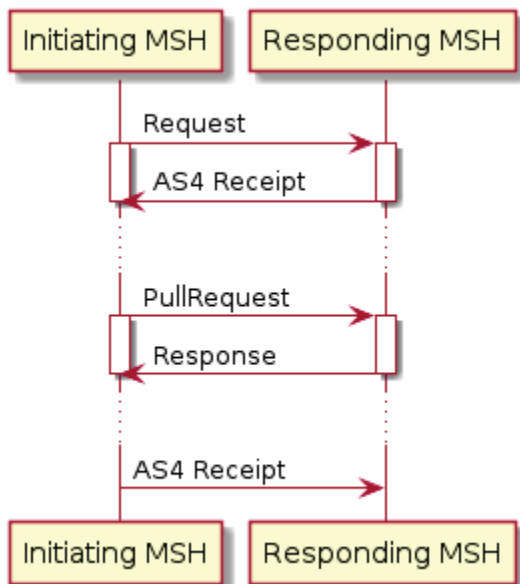 Initiating MSH Responding MSH
Request
AS4 Receipt
PullRequest
Response
AS4 Receipt
Initiating MSH Responding MSH